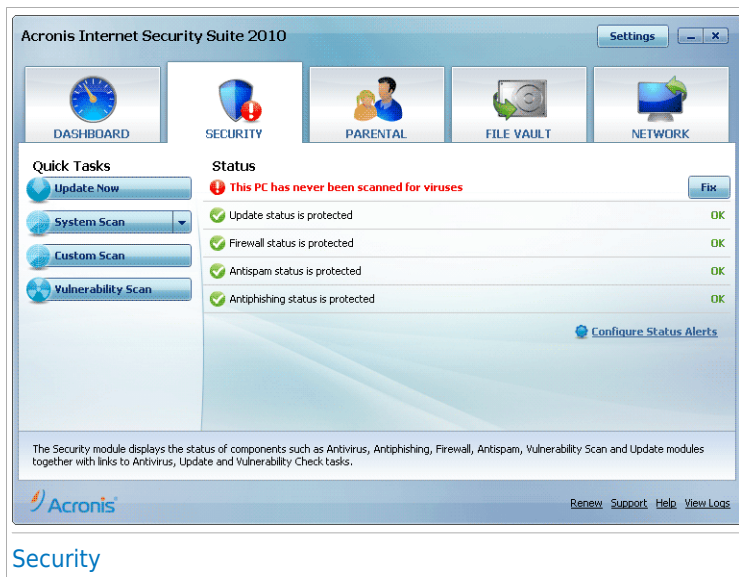 Acronis Internet Security Suite 2010
Settings
DASHBOARD
SECURITY
PARENTAL
FILE VAULT
NETWORK
Quick Tasks
Update Now
System Scan
Custom Scan
Vulnerability Scan
Status
This PC has never been scanned for viruses
Fix
Update status is protected
OK
Firewall status is protected
OK
Antispam status is protected
OK
Antiphishing status is protected
OK
Configure Status Alerts
The Security module displays the status of components such as Antivirus, Antiphishing, Firewall, Antispam, Vulnerability Scan and Update modules
together with links to Antivirus, Update and Vulnerability Check tasks.
Acronis
Renew Support Help View Logs
Security